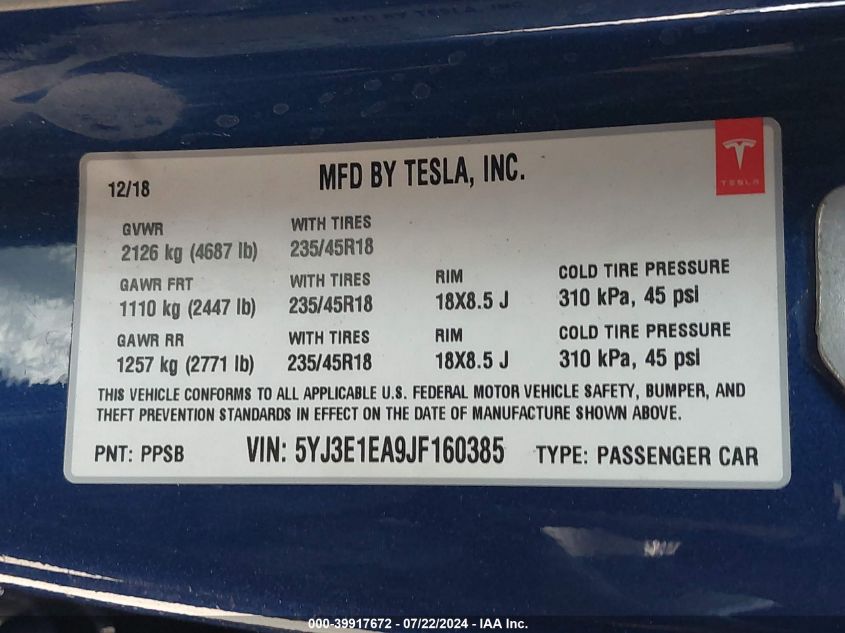 12/18 MFD BY TESLA, INC.
TESLA
GVWR WITH TIRES
2126 kg (4687 lb) 235/45R18
GAWR FRT WITH TIRES RIM COLD TIRE PRESSURE
1110 kg (2447 lb) 235/45R18 18X8.5 J 310 kPa, 45 psi
GAWR RR WITH TIRES RIM COLD TIRE PRESSURE
1257 kg (2771 lb) 235/45R18 18X8.5 J 310 kPa, 45 psi
THIS VEHICLE CONFORMS TO ALL APPLICABLE U.S. FEDERAL MOTOR VEHICLE SAFETY, BUMPER, AND
THEFT PREVENTION STANDARDS IN EFFECT ON THE DATE OF MANUFACTURE SHOWN ABOVE.
PNT: PPSB VIN: 5YJ3E1EA9JF160385 TYPE: PASSENGER CAR
000-39917672 - 07/22/2024 - IAA Inc.